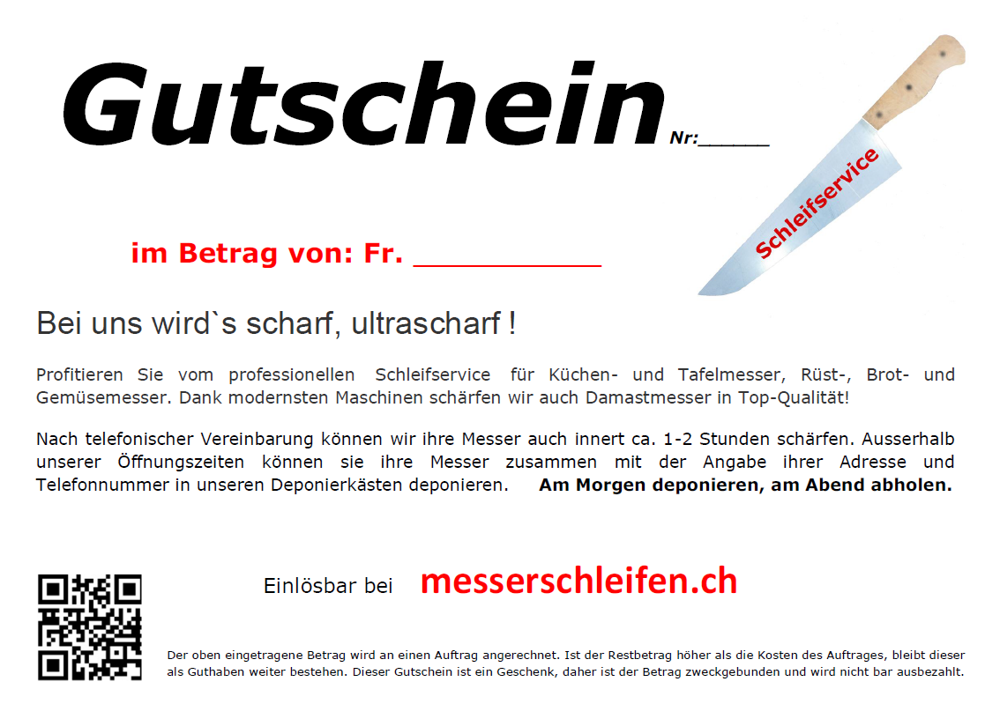 Gutschein Nr:______
Schleifservice
im Betrag von: Fr. ____________
Bei uns wird`s scharf, ultrascharf !
Profitieren Sie vom professionellen Schleifservice für Küchen- und Tafelmesser, Rüst-, Brot- und
Gemüsemesser. Dank modernsten Maschinen schärfen wir auch Damastmesser in Top-Qualität!
Nach telefonischer Vereinbarung können wir ihre Messer auch innert ca. 1-2 Stunden schärfen. Ausserhalb
unserer Öffnungszeiten können sie ihre Messer zusammen mit der Angabe ihrer Adresse und
Telefonnummer in unseren Deponierkästen deponieren. Am Morgen deponieren, am Abend abholen.
Einlösbar bei messerschleifen.ch
Der oben eingetragene Betrag wird an einen Auftrag angerechnet. Ist der Restbetrag höher als die Kosten des Auftrages, bleibt dieser
als Guthaben weiter bestehen. Dieser Gutschein ist ein Geschenk, daher ist der Betrag zweckgebunden und wird nicht bar ausbezahlt.